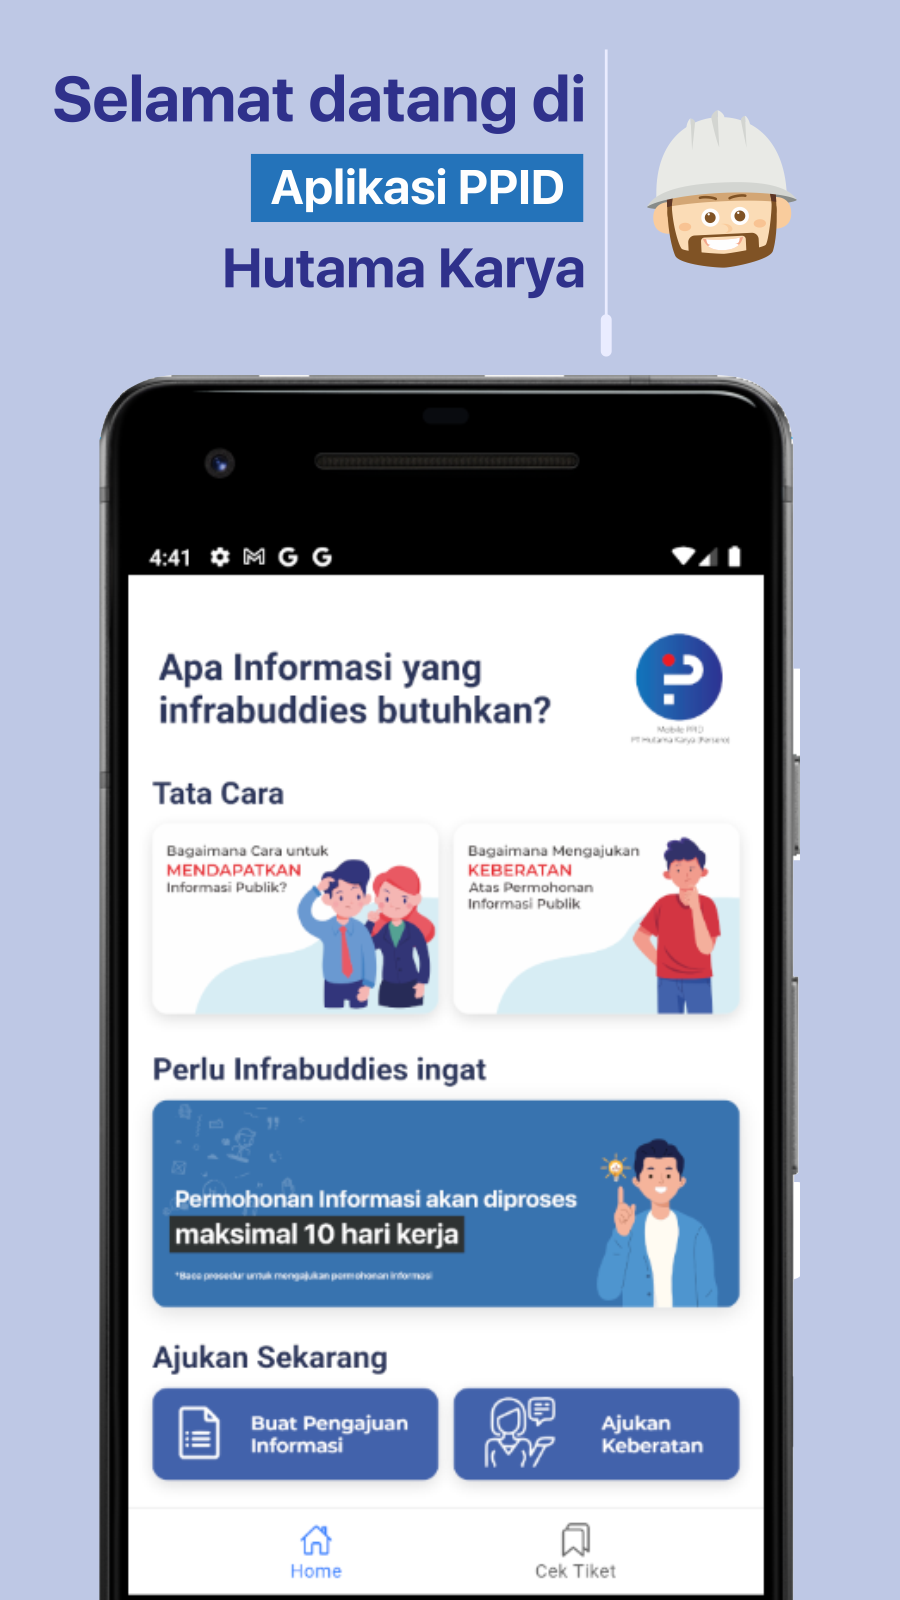 Selamat datang di
Aplikasi PPID
Hutama Karya
4:41
Apa Informasi yang
infrabuddies butuhkan?
Mobile PPID
PT Hutama Karya (Persero)
Tata Cara
Bagaimana Cara untuk
MENDAPATKAN
Informasi Publik?
Bagaimana Mengajukan
KEBERATAN
Atas Permohonan
Informasi Publik
Perlu Infrabuddies ingat
Permohonan Informasi akan diproses
maksimal 10 hari kerja
*Baca prosedur untuk mengajukan permohonan informasi
Ajukan Sekarang
Buat Pengajuan
Informasi
Ajukan
Keberatan
Home
Cek Tiket